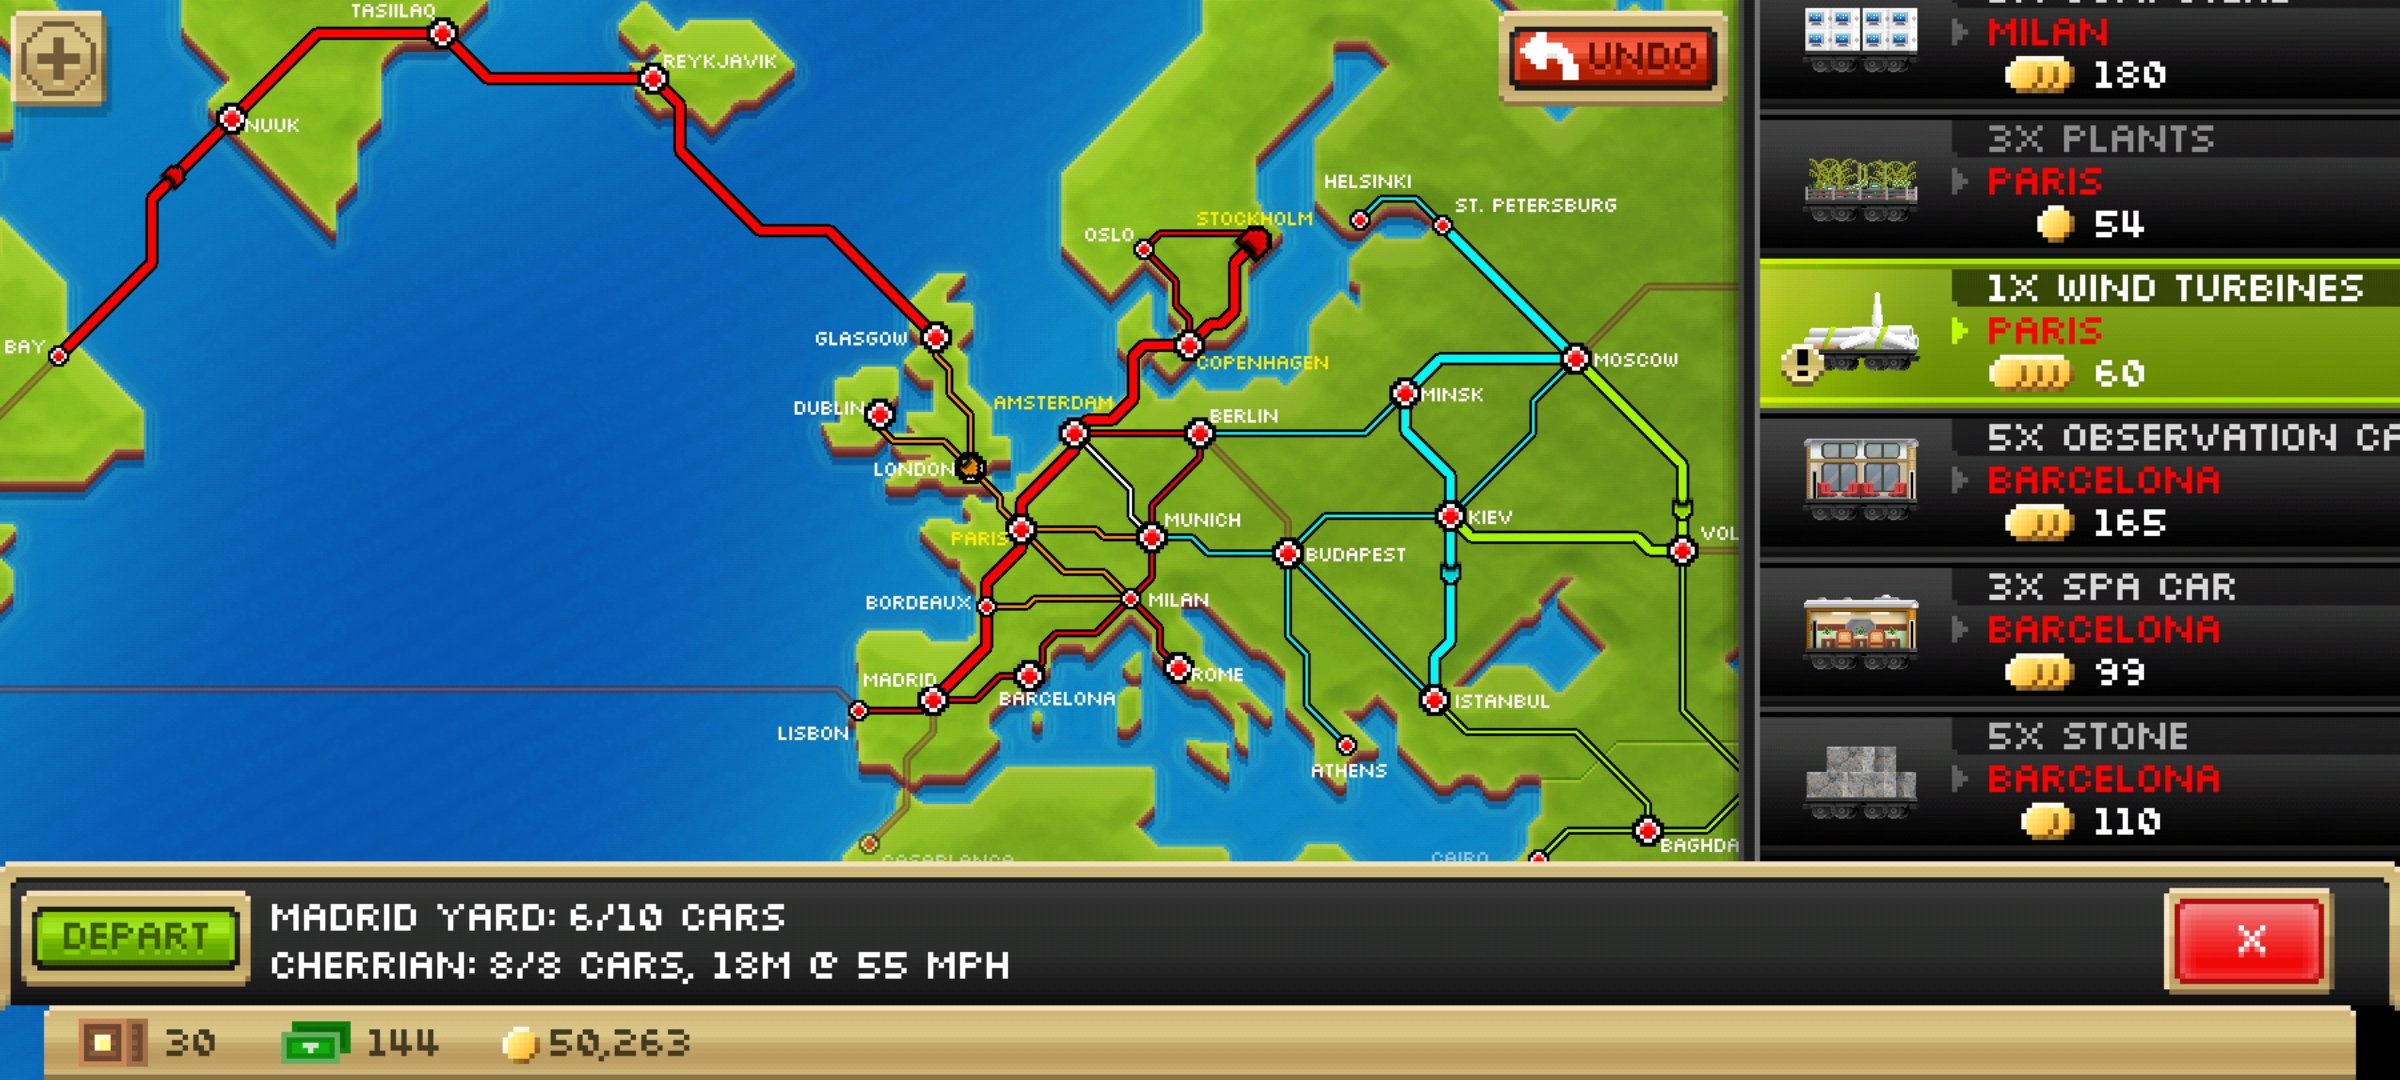 TASIILAQ
REYKJAVIK
NUUK
BAY
GLASGOW
DUBLIN
LONDON
OSLO
STOCKHOLM
COPENHAGEN
AMSTERDAM
HELSINKI
ST. PETERSBURG
BERLIN
MINSK
MOSCOW
PARIS
MUNICH
BUDAPEST
KIEV
VOL
BORDEAUX
MILAN
MADRID
BARCELONA
ROME
ISTANBUL
LISBON
ATHENS
CASABLANCA
CAIRO
BAGHDA
UNDO
MILAN
180
3X PLANTS
PARIS
54
1X WIND TURBINES
PARIS
60
5X OBSERVATION CA
BARCELONA
165
3X SPA CAR
BARCELONA
99
5X STONE
BARCELONA
110
DEPART
MADRID YARD: 6/10 CARS
CHERRIAN: 8/8 CARS, 18M @ 55 MPH
X
30
144
50,263